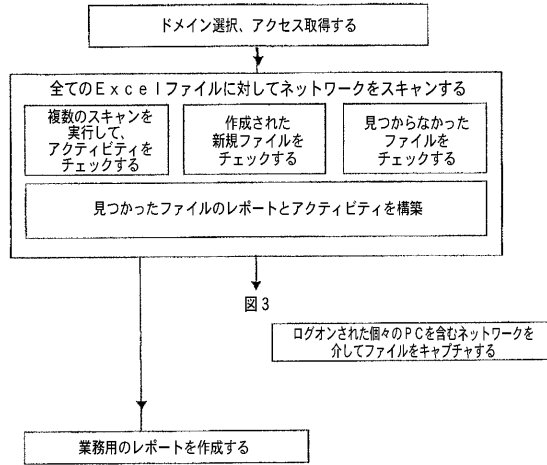 ドメイン選択、アクセス取得する
全てのExcelファイルに対してネットワークをスキャンする
複数のスキャンを
実行して、
アクティビティを
チェックする
作成された
新規ファイルを
チェックする
見つからなかった
ファイルを
チェックする
見つかったファイルのレポートとアクティビティを構築
図3
ログオンされた個々のPCを含むネットワークを
介してファイルをキャプチャする
業務用のレポートを作成する